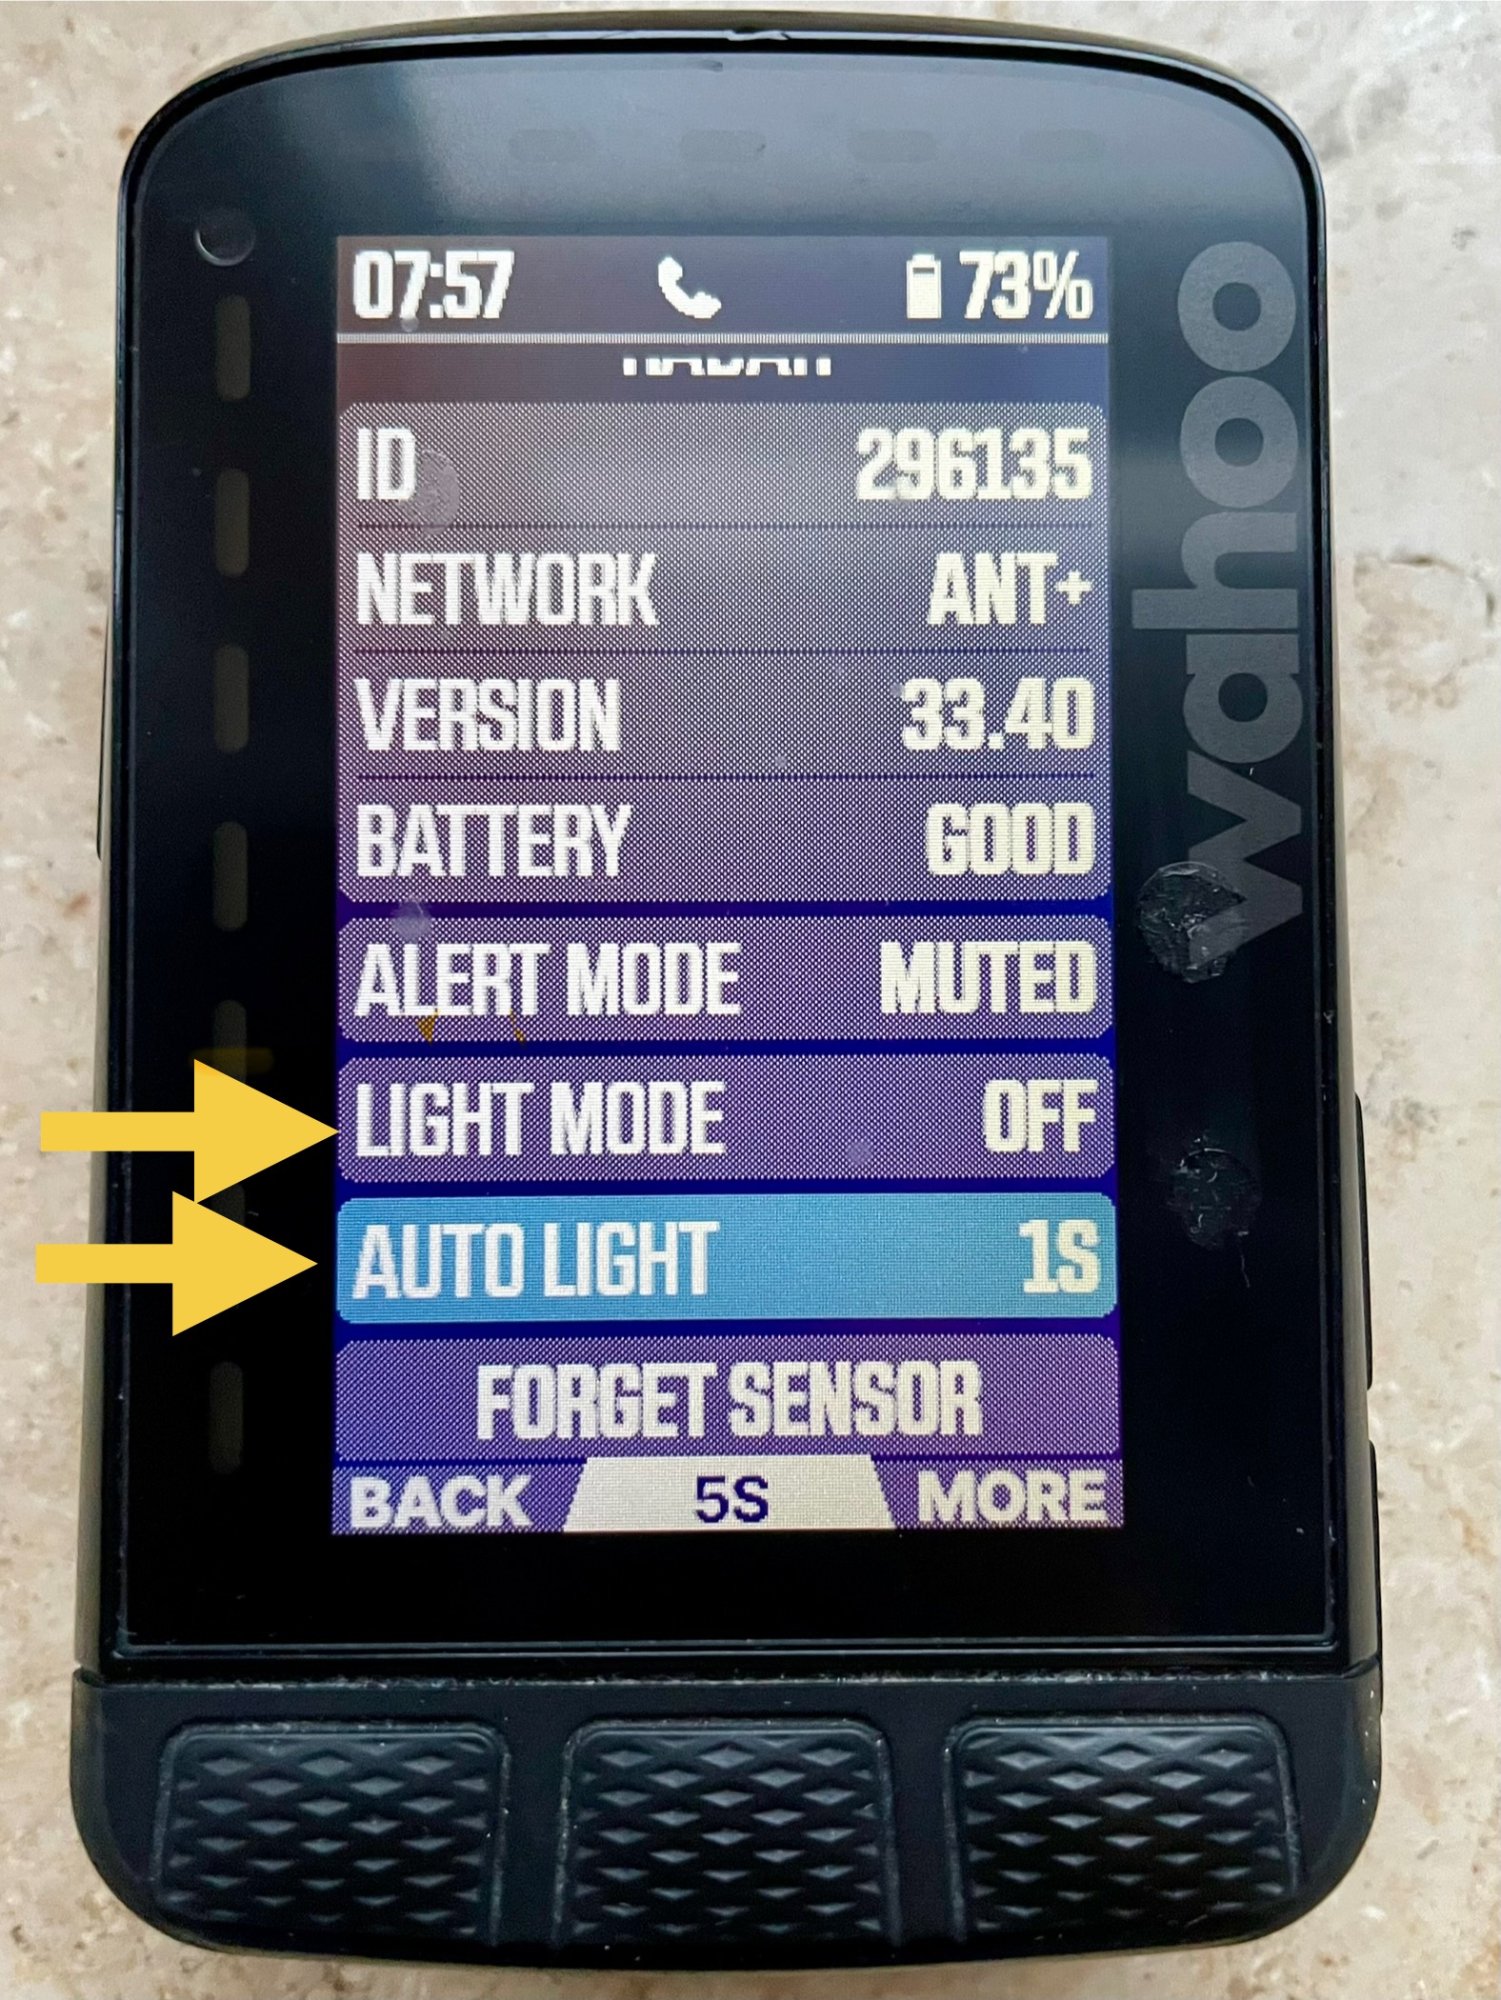 07:57 73%
ID 296135
NETWORK ANT+
VERSION 33.40
BATTERY GOOD
ALERT MODE MUTED
LIGHT MODE OFF
AUTO LIGHT 1S
FORGET SENSOR
BACK 5S MORE
wahoo